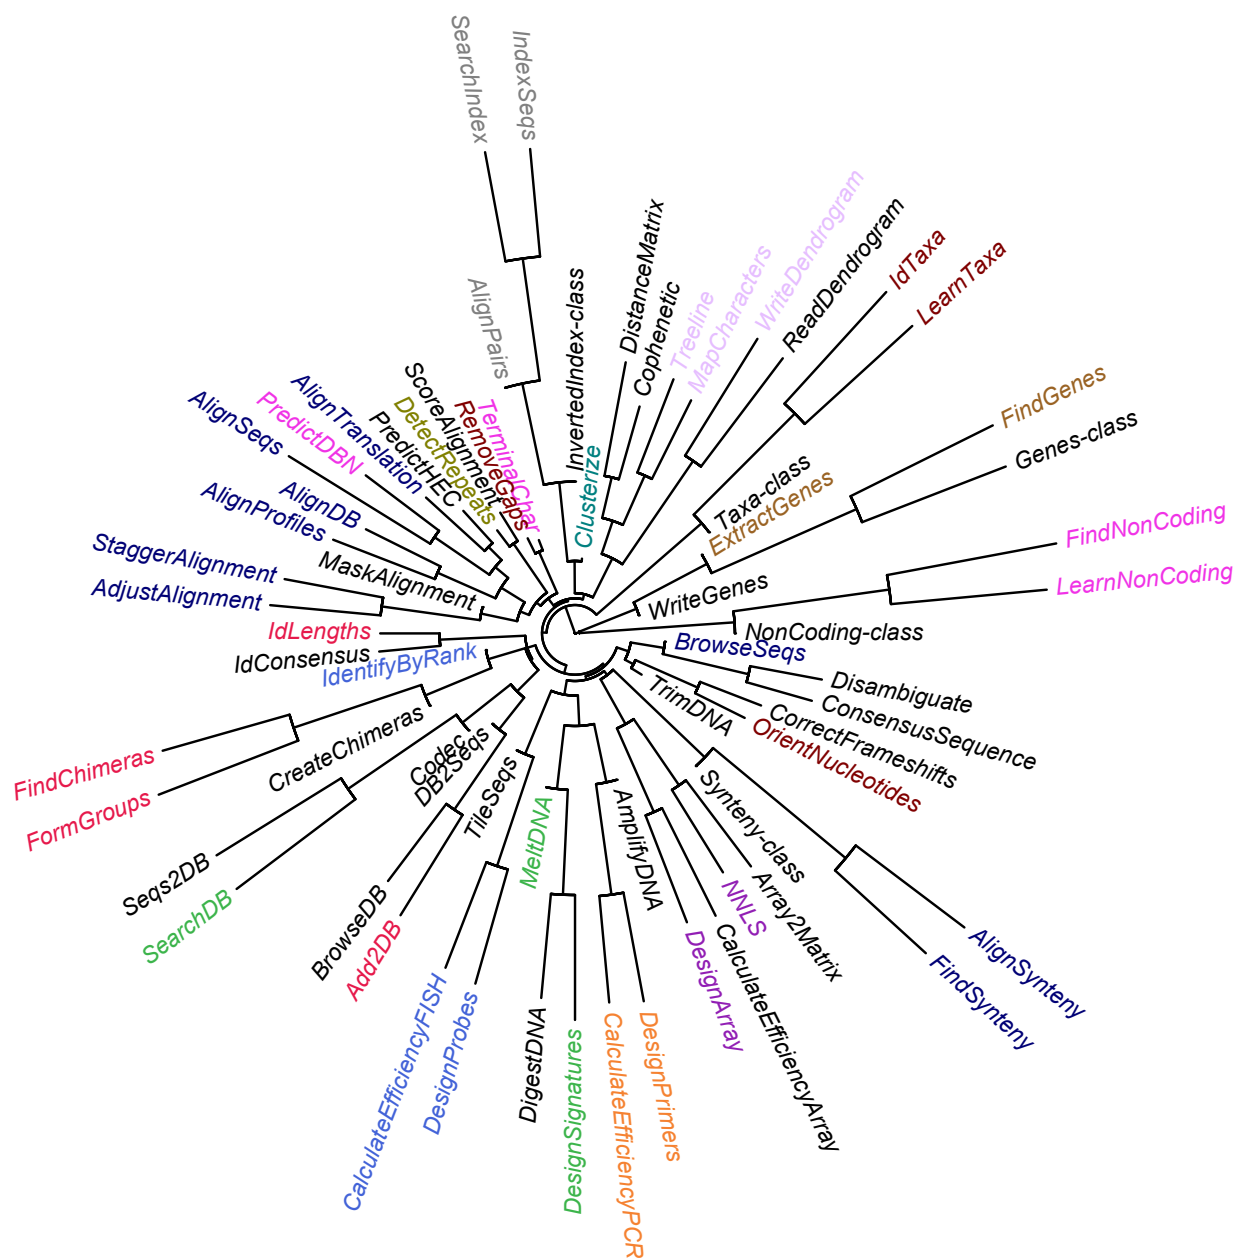 SearchIndex
IndexSeqs
AlignPairs
InvertedIndex-class
Clusterize
DistanceMatrix
Cophenetic
Treeline
MapCharacters
WriteDendrogram
ReadDendrogram
IdTaxa
LearnTaxa
Taxa-class
ExtractGenes
FindGenes
Genes-class
WriteGenes
FindNonCoding
LearnNonCoding
NonCoding-class
BrowseSeqs
Disambiguate
ConsensusSequence
CorrectFrameshifts
OrientNucleotides
TrimDNA
AlignSynteny
FindSynteny
Synteny-class
Array2Matrix
NNLS
CalculateEfficiencyArray
DesignArray
AmplifyDNA
DesignPrimers
CalculateEfficiencyPCR
DesignSignatures
DigestDNA
MeltDNA
DesignProbes
CalculateEfficiencyFISH
TileSeqs
Add2DB
BrowseDB
DB2Seqs
Codec
SearchDB
Seqs2DB
CreateChimeras
FormGroups
FindChimeras
IdentifyByRank
IdConsensus
IdLengths
AdjustAlignment
StaggerAlignment
MaskAlignment
AlignProfiles
AlignDB
AlignSeqs
PredictDBN
AlignTranslation
PredictHEC
DetectRepeats
ScoreAlignment
RemoveGaps
TerminalChar